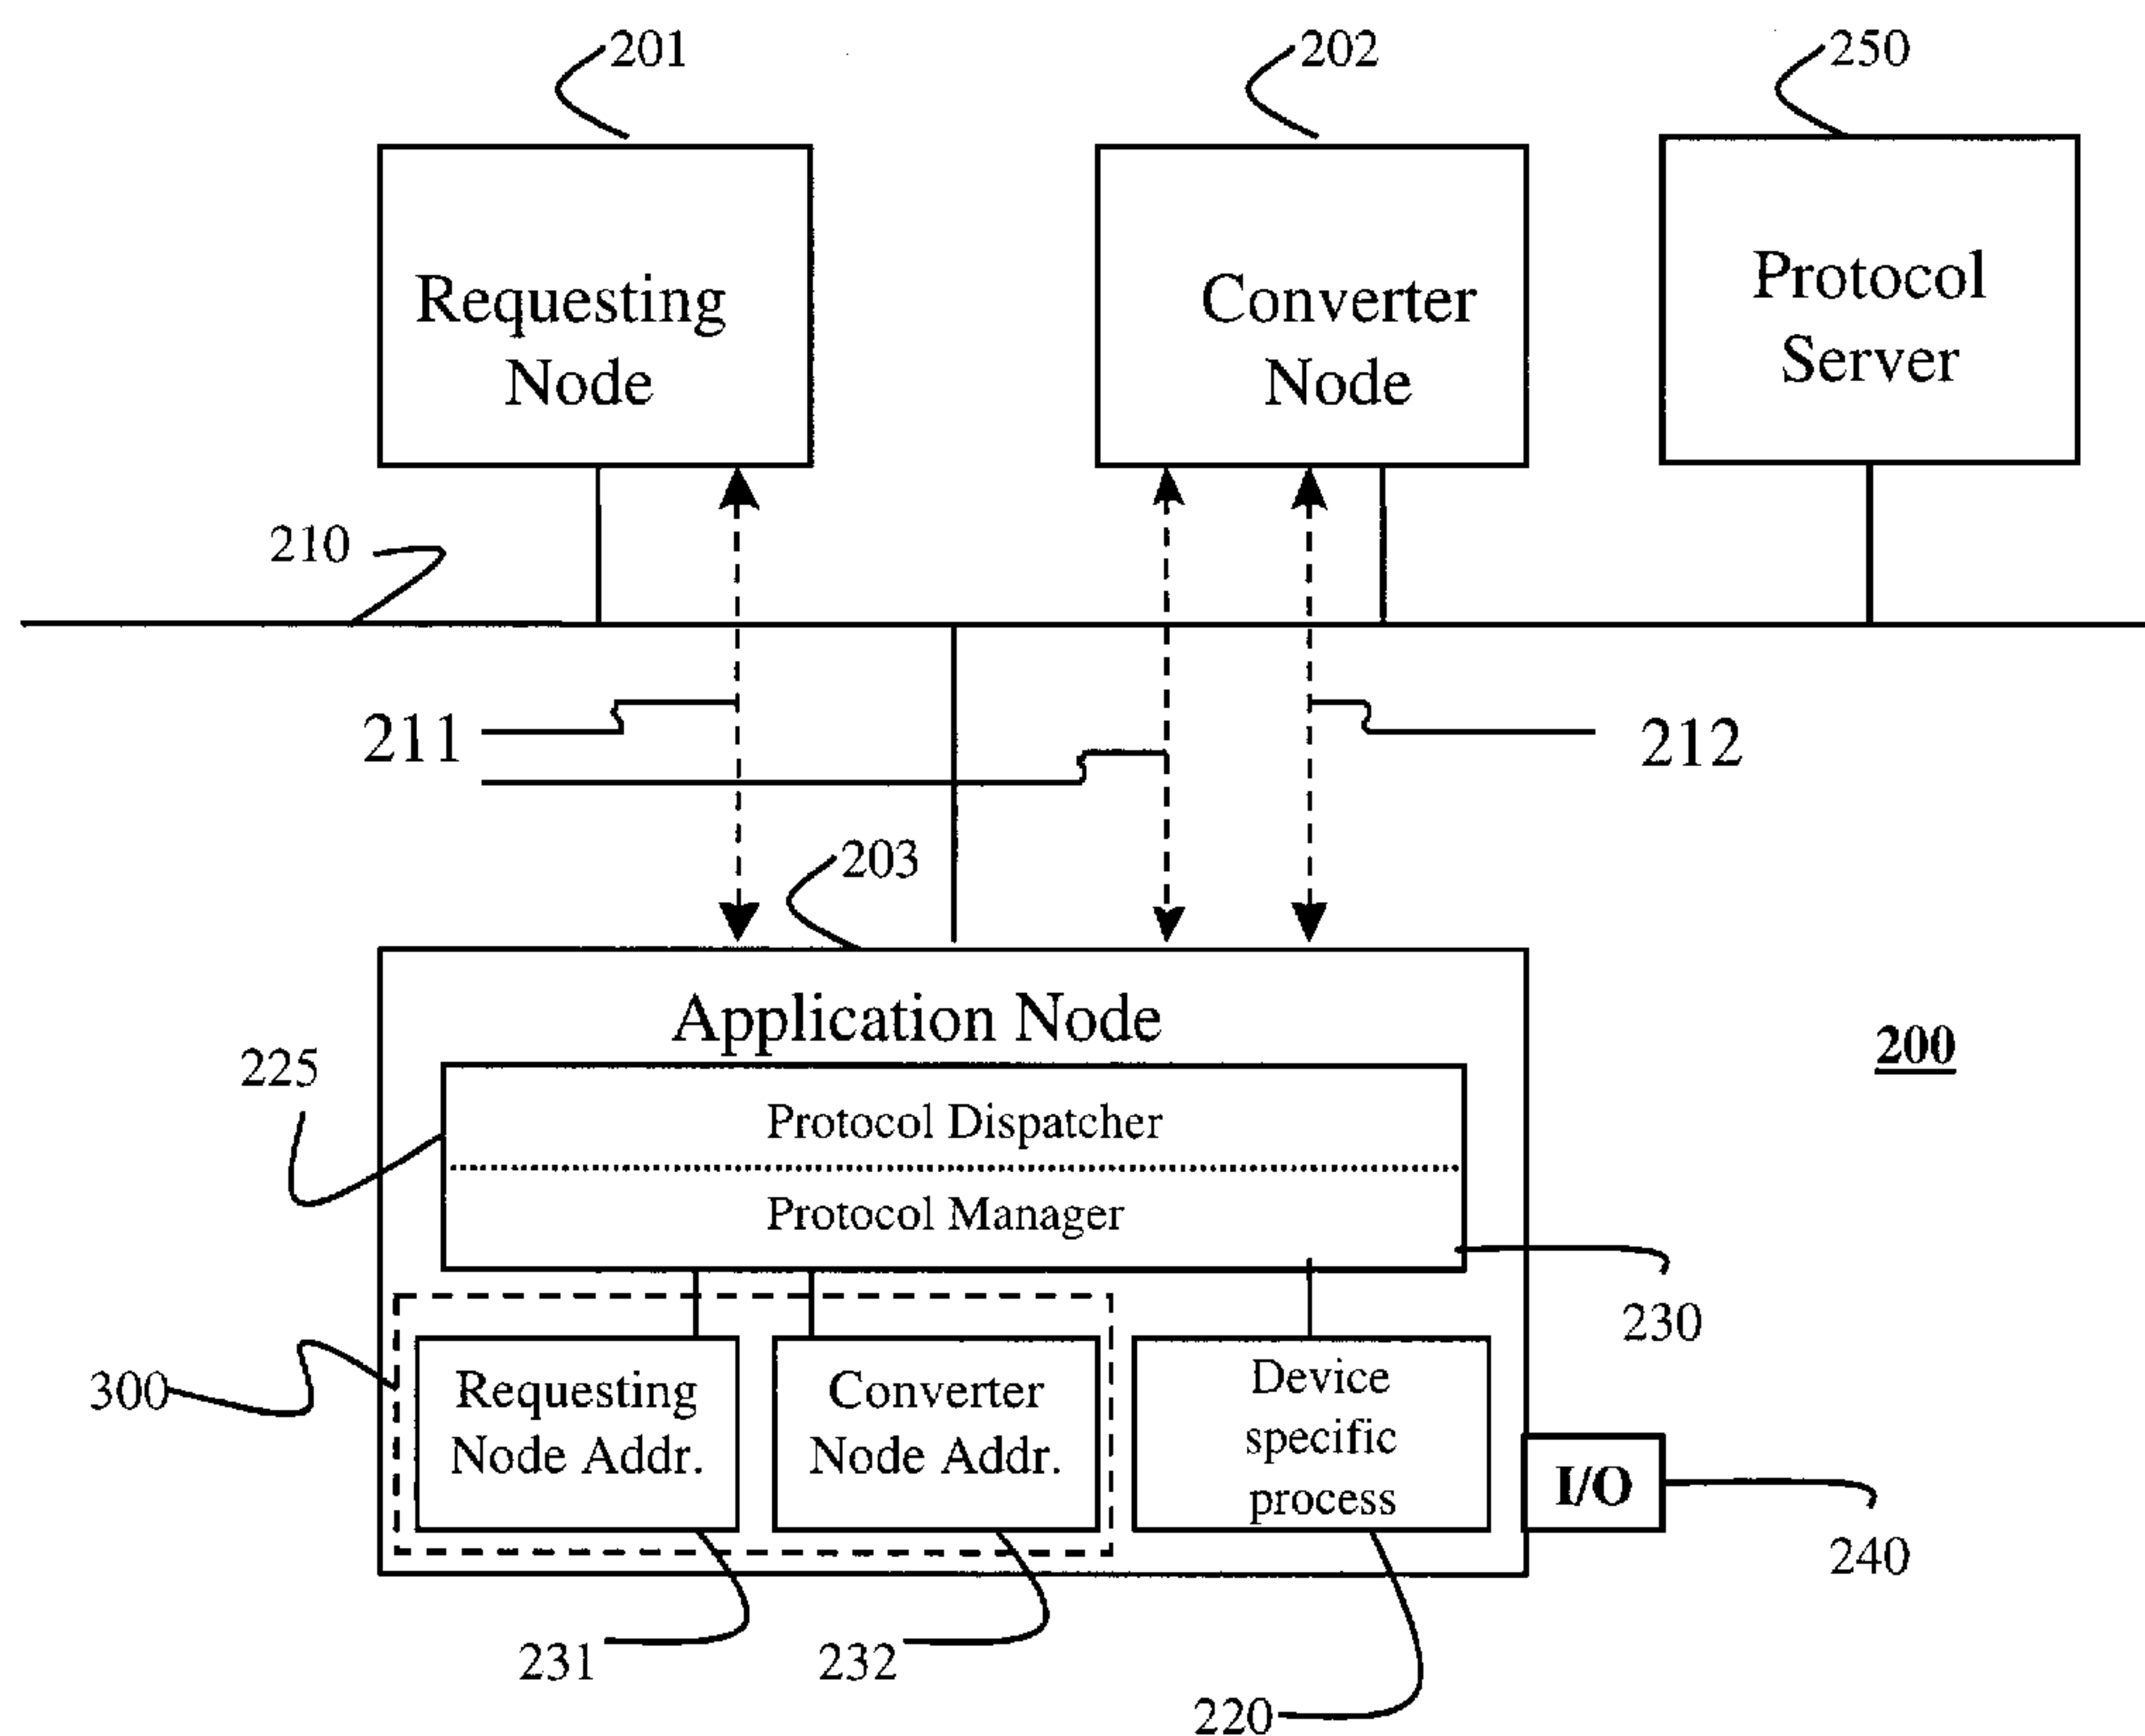 201
202
250
Requesting
Node
Converter
Node
Protocol
Server
210
211
212
203
Application Node
200
225
Protocol Dispatcher
Protocol Manager
230
300
Requesting
Node Addr.
Converter
Node Addr.
Device
specific
process
I/O
240
231
232
220